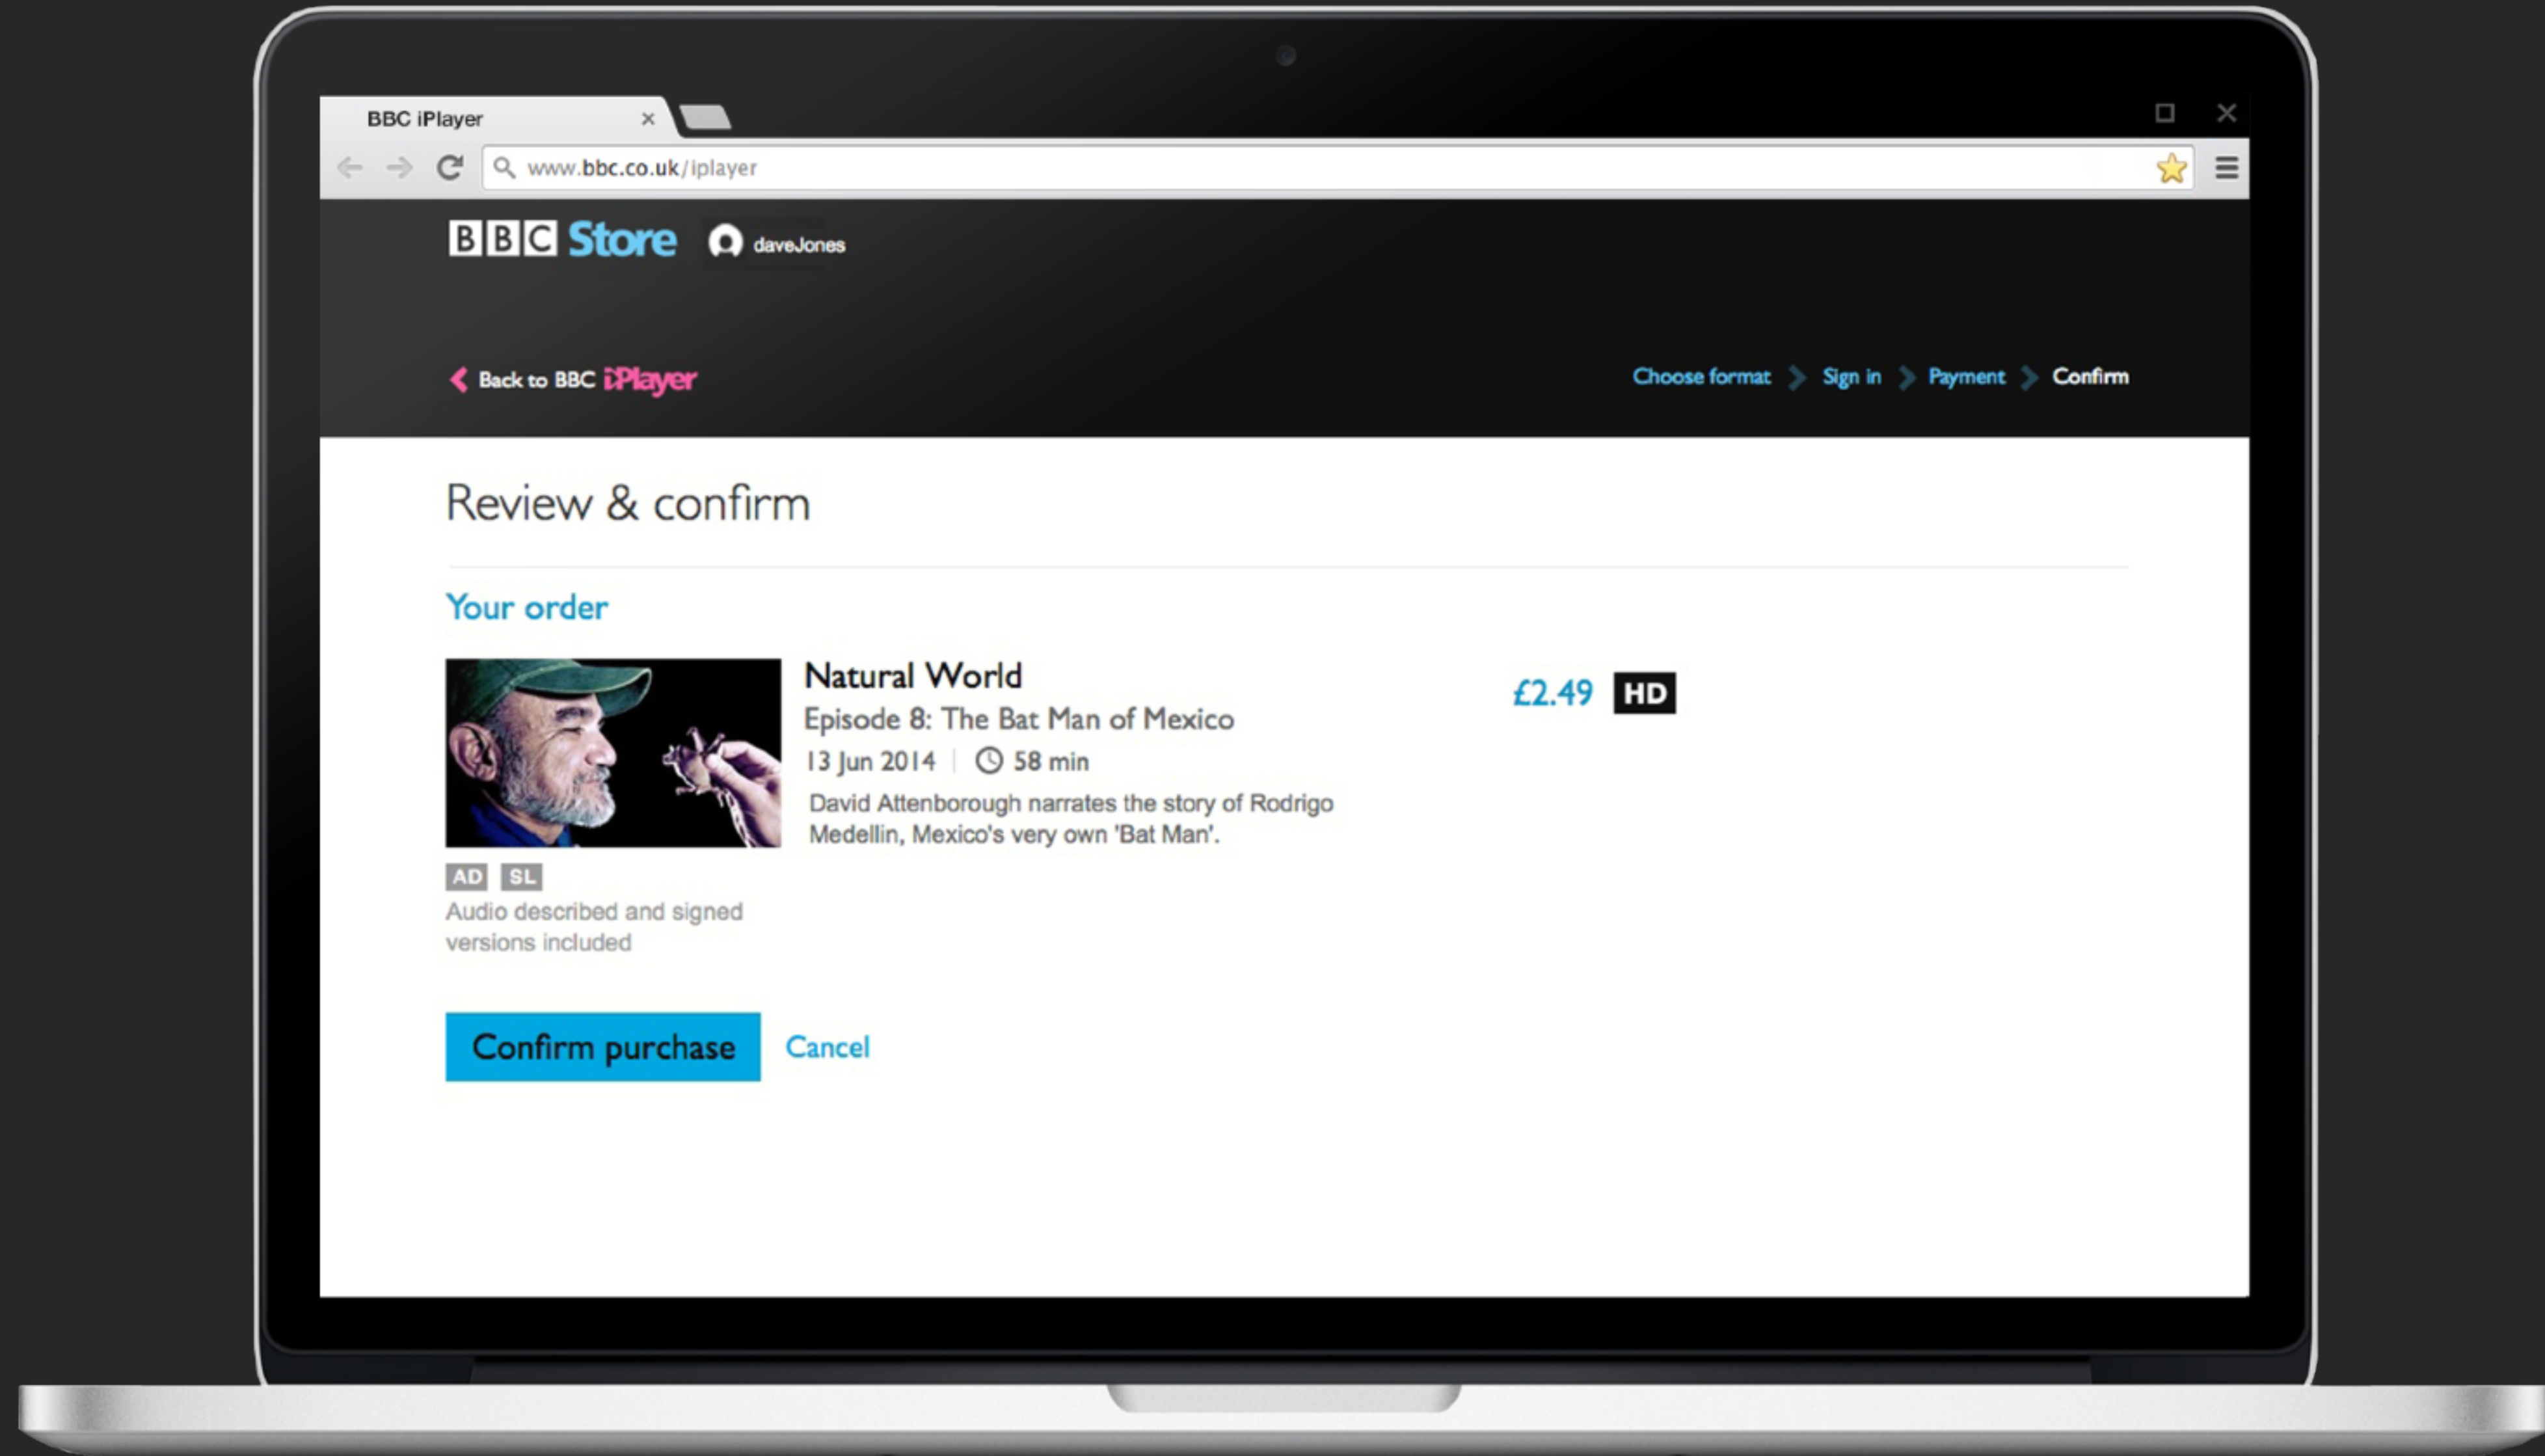 BBC iPlayer
www.bbc.co.uk/iplayer
BBC Store daveJones
Back to BBC iPlayer
Choose format Sign in Payment Confirm
Review & confirm
Your order
Natural World
£2.49 HD
Episode 8: The Bat Man of Mexico
13 Jun 2014 58 min
David Attenborough narrates the story of Rodrigo
Medellin, Mexico's very own 'Bat Man'.
AD SL
Audio described and signed
versions included
Confirm purchase Cancel